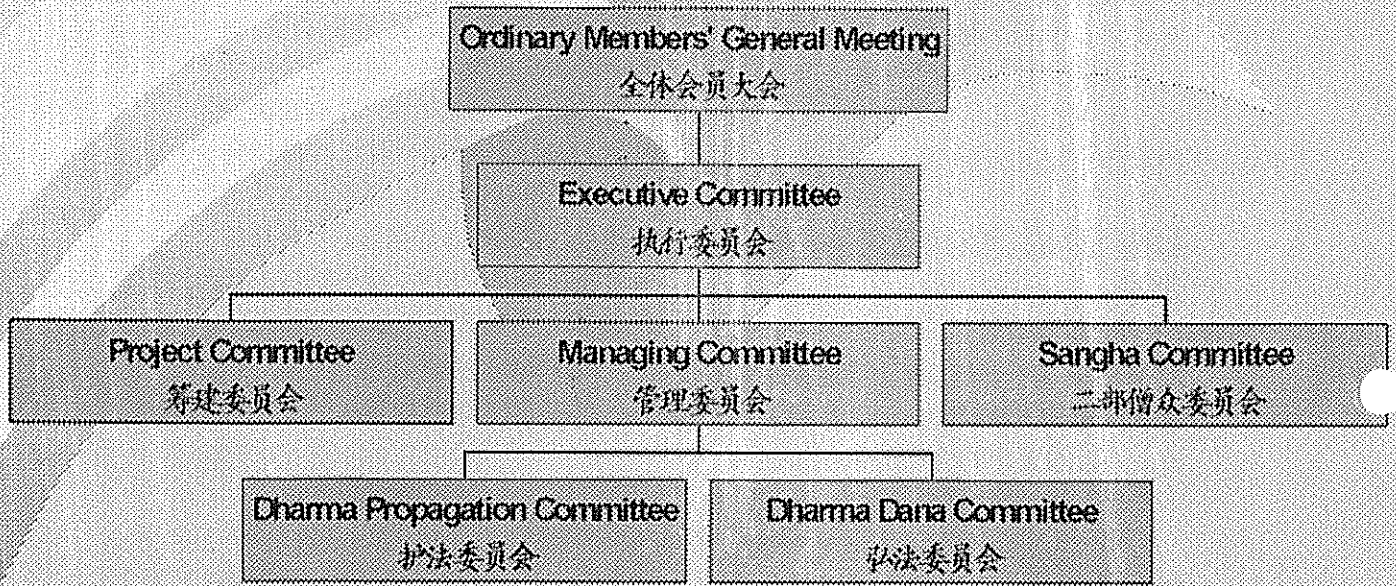 Ordinary Members' General Meeting
全体会员大会
Executive Committee
执行委员会
Project Committee
筹建委员会
Managing Committee
管理委员会
Sangha Committee
二部僧众委员会
Dharma Propagation Committee
护法委员会
Dharma Dana Committee
弘法委员会